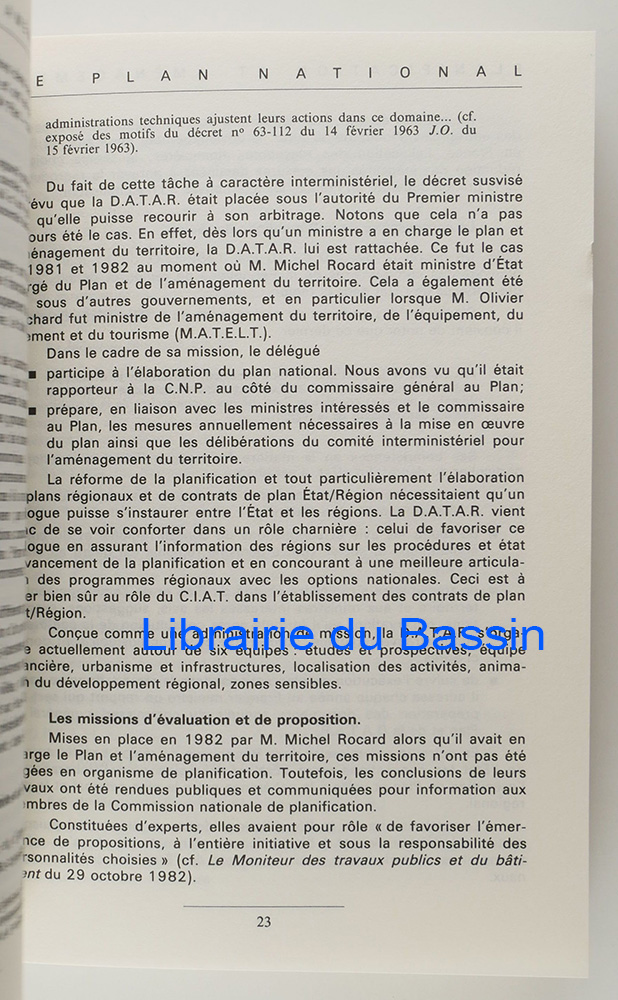 E PLAN NATIONAL
administrations techniques ajustent leurs actions dans ce domaine... (cf.
exposé des motifs du décret nº 63-112 du 14 février 1963 J.O. du
15 février 1963).
Du fait de cette tâche à caractère interministériel, le décret susvisé
évu que la D.A.T.A.R. était placée sous l'autorité du Premier ministre
qu'elle puisse recourir à son arbitrage. Notons que cela n'a pas
ours été le cas. En effet, dès lors qu'un ministre a en charge le plan et
énagement du territoire, la D.A.T.A.R. lui est rattachée. Ce fut le cas
1981 et 1982 au moment où M. Michel Rocard était ministre d'État
rgé du Plan et de l'aménagement du territoire. Cela a également été
sous d'autres gouvernements, et en particulier lorsque M. Olivier
chard fut ministre de l'aménagement du territoire, de l'équipement, du
ement et du tourisme (M.A.T.E.L.T.).
Dans le cadre de sa mission, le délégué
■ participe à l'élaboration du plan national. Nous avons vu qu'il était
rapporteur à la C.N.P. au côté du commissaire général au Plan;
■ prépare, en liaison avec les ministres intéressés et le commissaire
au Plan, les mesures annuellement nécessaires à la mise en œuvre
du plan ainsi que les délibérations du comité interministériel pour
l'aménagement du territoire.
La réforme de la planification et tout particulièrement l'élaboration
plans régionaux et de contrats de plan État/Région nécessitaient qu'un
ogue puisse s'instaurer entre l'État et les régions. La D.A.T.A.R. vient
c de se voir conforter dans un rôle charnière : celui de favoriser ce
logue en assurant l'information des régions sur les procédures et état
vancement de la planification et en concourant à une meilleure articula-
n des programmes régionaux avec les options nationales. Ceci est à
er bien sûr au rôle du C.I.A.T. dans l'établissement des contrats de plan
t/Région.
Conçue comme une administration de mission, la D.A.T.A.R. s'orga-
e actuellement autour de six équipes : études et prospectives, équipe
ancière, urbanisme et infrastructures, localisation des activités, anima-
n du développement régional, zones sensibles.
Librairie du Bassin
Les missions d'évaluation et de proposition.
Mises en place en 1982 par M. Michel Rocard alors qu'il avait en
arge le Plan et l'aménagement du territoire, ces missions n'ont pas été
gées en organisme de planification. Toutefois, les conclusions de leurs
vaux ont été rendues publiques et communiquées pour information aux
mbres de la Commission nationale de planification.
Constituées d'experts, elles avaient pour rôle « de favoriser l'émer-
nce de propositions, à l'entière initiative et sous la responsabilité des
rsonnalités choisies » (cf. Le Moniteur des travaux publics et du bâti-
ent du 29 octobre 1982).
23